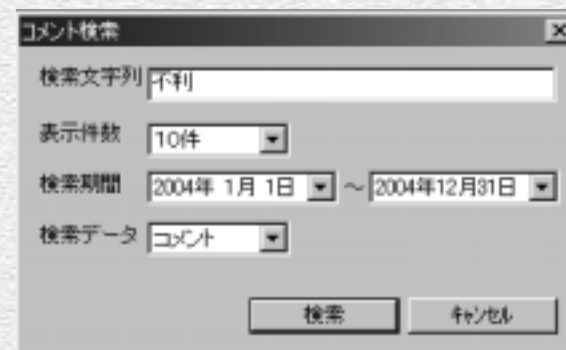 コメント検索
検索文字列 不利
表示件数 10件
検索期間 2004年 1月 1日 ～ 2004年12月31日
検索データ コメント
検索 キャンセル